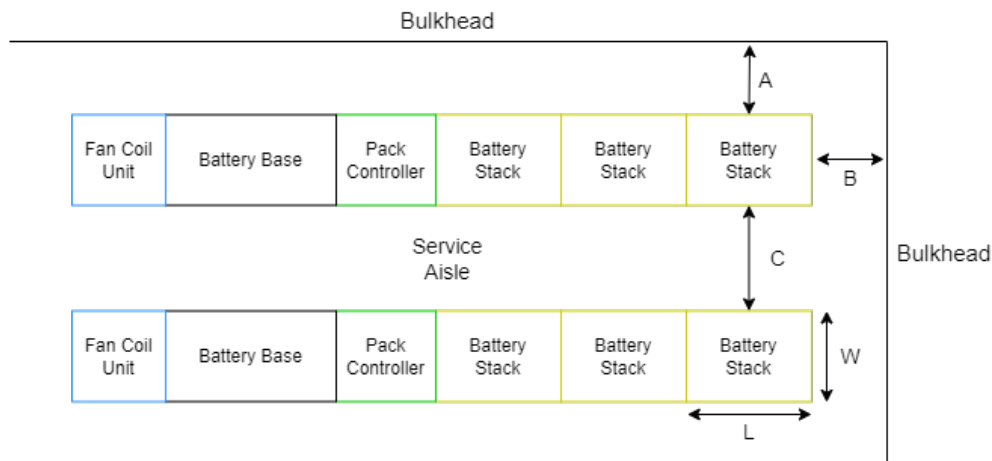 Bulkhead
A
Fan Coil
Unit
Battery Base
Pack
Controller
Battery
Stack
Battery
Stack
Battery
Stack
B
Service
Aisle
C
Bulkhead
Fan Coil
Unit
Battery Base
Pack
Controller
Battery
Stack
Battery
Stack
Battery
Stack
W
L